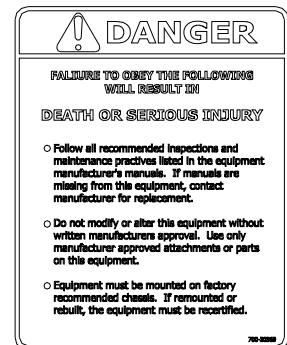 DANGER
FALIURE TO OBEY THE FOLLOWING
WILL RESULT IN
DEATH OR SERIOUS INJURY
Follow all recommended inspections and
maintenance practives listed in the equipment
manufacturer's manuals. If manuals are
missing from this equipment, contact
manufacturer for replacement.
Do not modify or alter this equipment without
written manufacturers approval. Use only
manufacturer approved attachments or parts
on this equipment.
Equipment must be mounted on factory
recommended chassis. If remounted or
rebuilt, the equipment must be recertified.